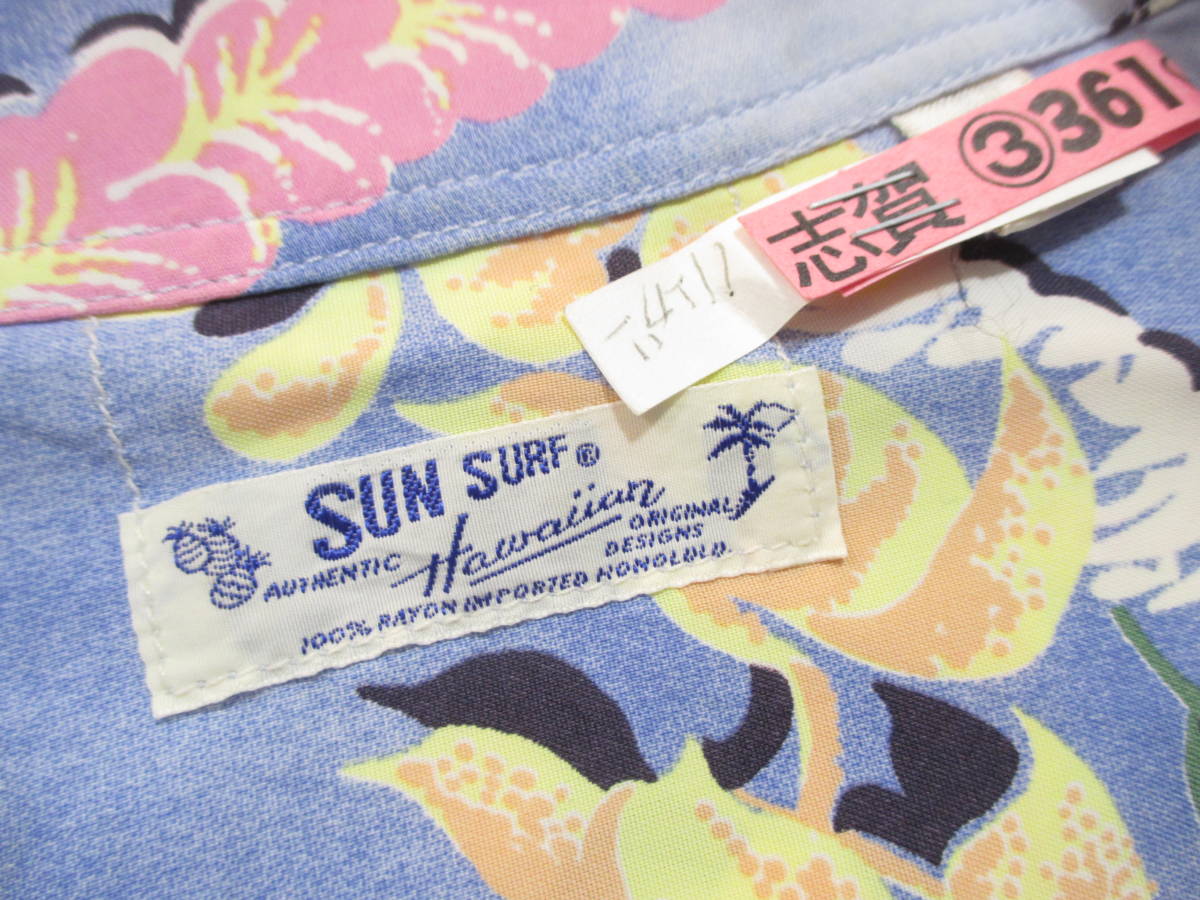 志賀 ③361
SUN SURF®
AUTHENTIC Hawaiian ORIGINAL
DESIGNS
100% RAYON IMPORTED HONOLULU.